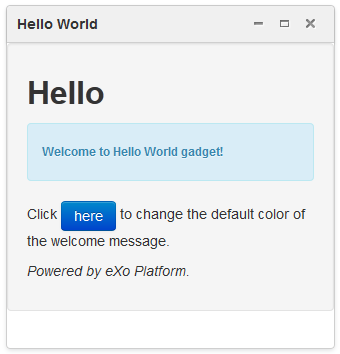 Hello World
Hello
Welcome to Hello World gadget!
Click here to change the default color of
the welcome message.
Powered by eXo Platform.